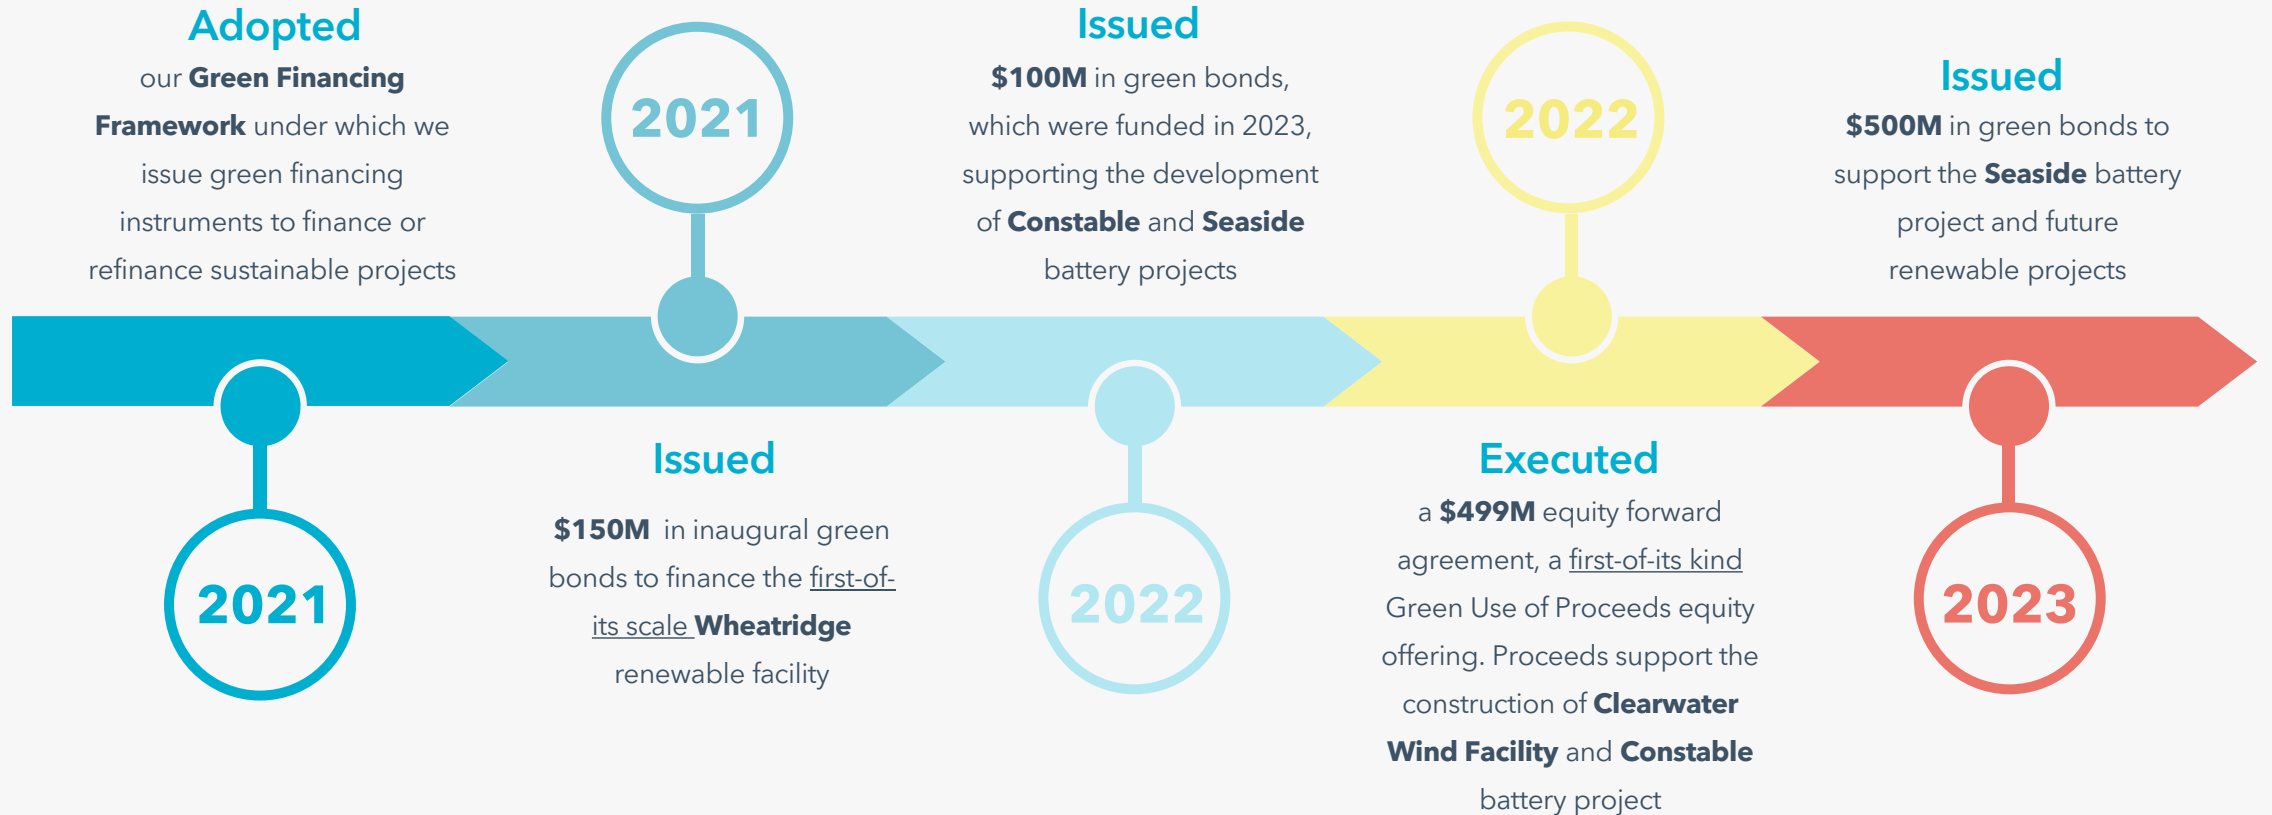 Adopted
our Green Financing
Framework under which we
issue green financing
instruments to finance or
refinance sustainable projects
2021
2021
Issued
$150M in inaugural green
bonds to finance the first-of-
its scale Wheatridge
renewable facility
Issued
$100M in green bonds,
which were funded in 2023,
supporting the development
of Constable and Seaside
battery projects
2022
2022
Executed
a $499M equity forward
agreement, a first-of-its kind
Green Use of Proceeds equity
offering. Proceeds support the
construction of Clearwater
Wind Facility and Constable
battery project
Issued
$500M in green bonds to
support the Seaside battery
project and future
renewable projects
2023